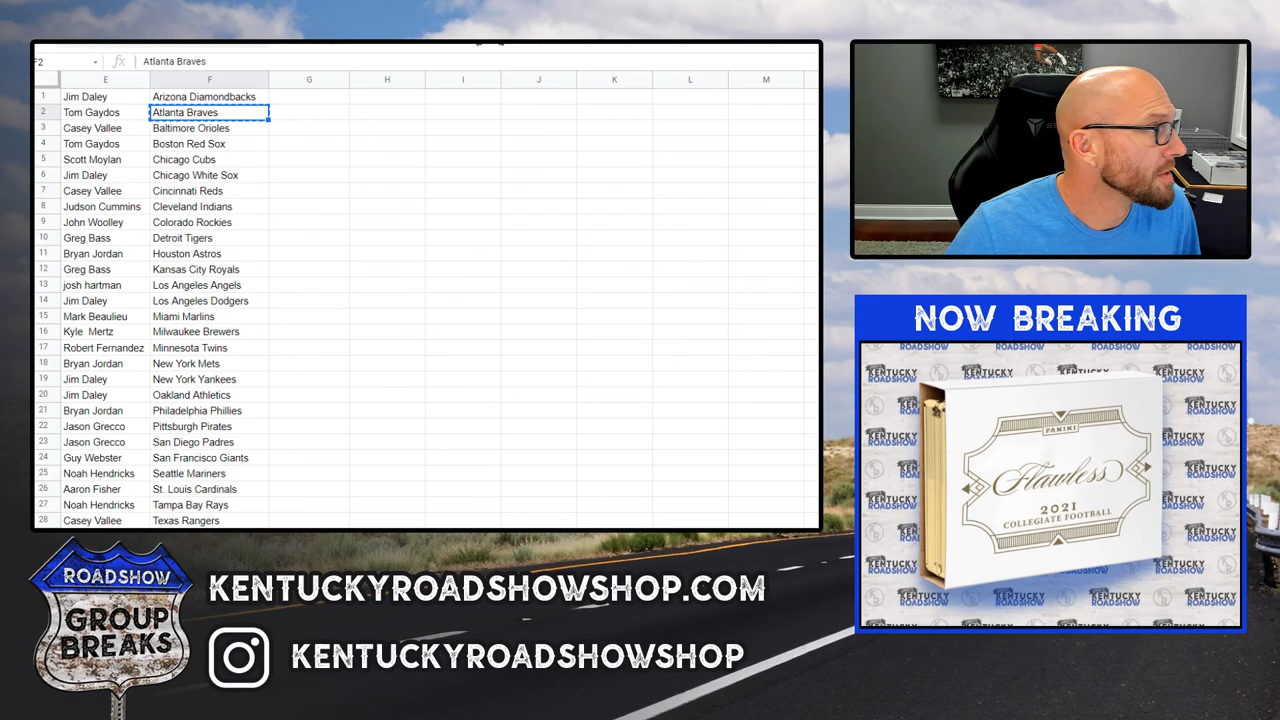 F2
fx
Atlanta Braves
E F G H I J K L M
1 Jim Daley Arizona Diamondbacks
2 Tom Gaydos Atlanta Braves
3 Casey Vallee Baltimore Orioles
4 Tom Gaydos Boston Red Sox
5 Scott Moylan Chicago Cubs
6 Jim Daley Chicago White Sox
7 Casey Vallee Cincinnati Reds
8 Judson Cummins Cleveland Indians
9 John Woolley Colorado Rockies
10 Greg Bass Detroit Tigers
11 Bryan Jordan Houston Astros
12 Greg Bass Kansas City Royals
13 josh hartman Los Angeles Angels
14 Jim Daley Los Angeles Dodgers
15 Mark Beaulieu Miami Marlins
16 Kyle Mertz Milwaukee Brewers
17 Robert Fernandez Minnesota Twins
18 Bryan Jordan New York Mets
19 Jim Daley New York Yankees
20 Jim Daley Oakland Athletics
21 Bryan Jordan Philadelphia Phillies
22 Jason Grecco Pittsburgh Pirates
23 Jason Grecco San Diego Padres
24 Guy Webster San Francisco Giants
25 Noah Hendricks Seattle Mariners
26 Aaron Fisher St. Louis Cardinals
27 Noah Hendricks Tampa Bay Rays
28 Casey Vallee Texas Rangers
NOW BREAKING
KENTUCKY
ROADSHOW
PANINI
Flawless
2021
COLLEGIATE FOOTBALL
ROADSHOW
GROUP
BREAKS
KENTUCKYROADSHOWSHOP.COM
KENTUCKYROADSHOWSHOP